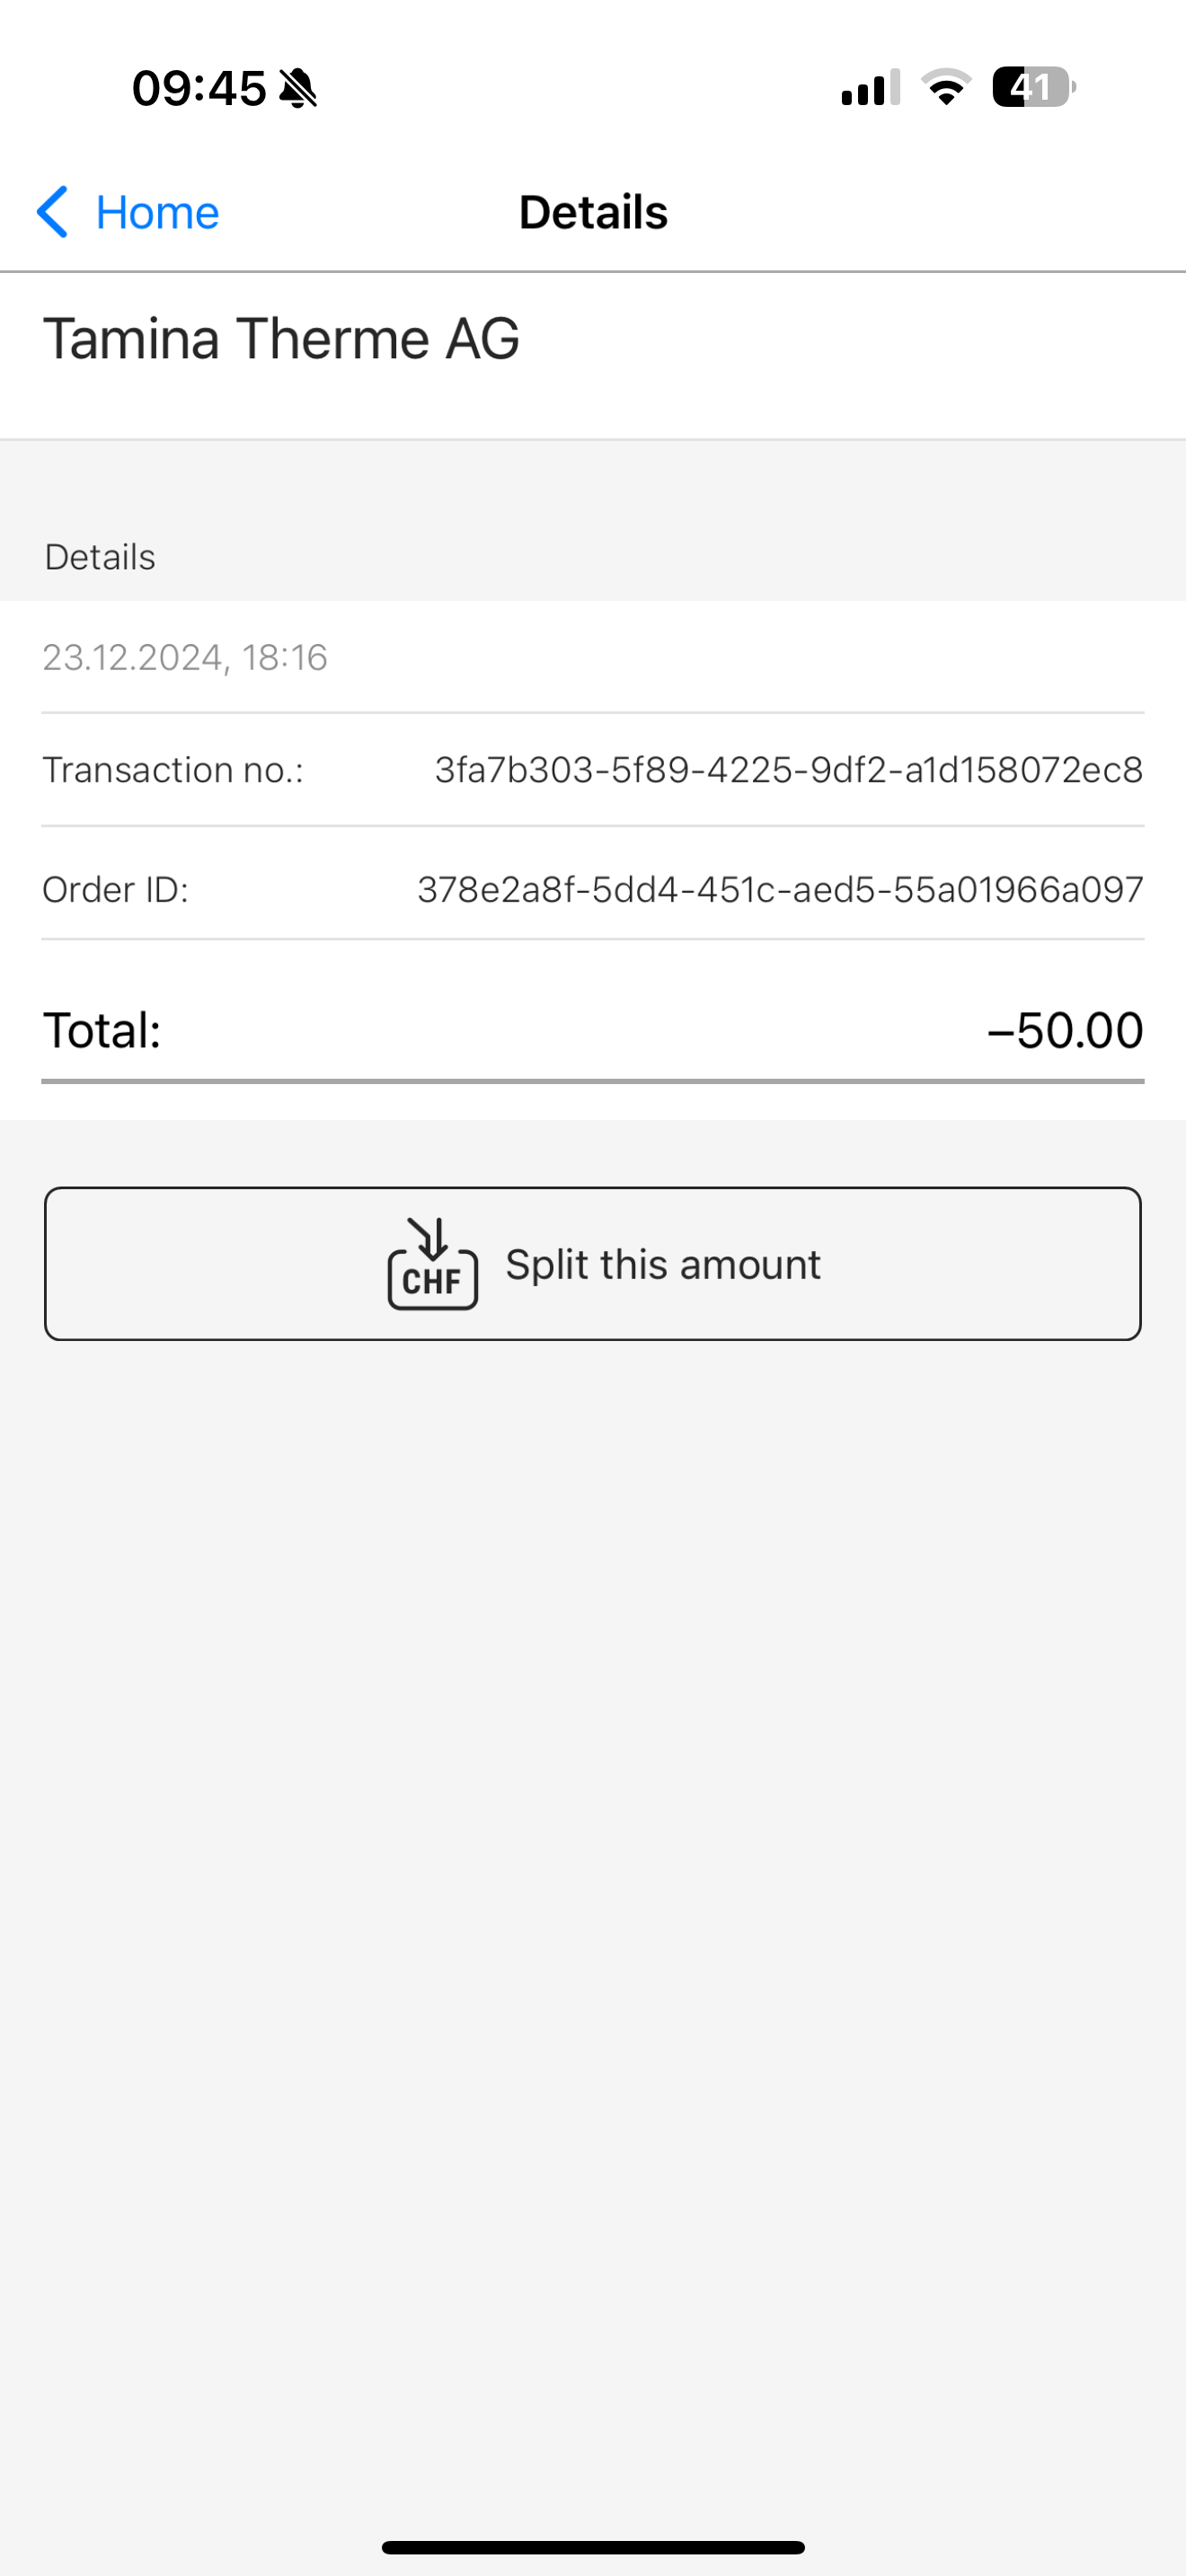 09:45
41
Home
Details
Tamina Therme AG
Details
23.12.2024, 18:16
Transaction no.: 3fa7b303-5f89-4225-9df2-a1d158072ec8
Order ID: 378e2a8f-5dd4-451c-aed5-55a01966a097
Total: –50.00
CHF Split this amount